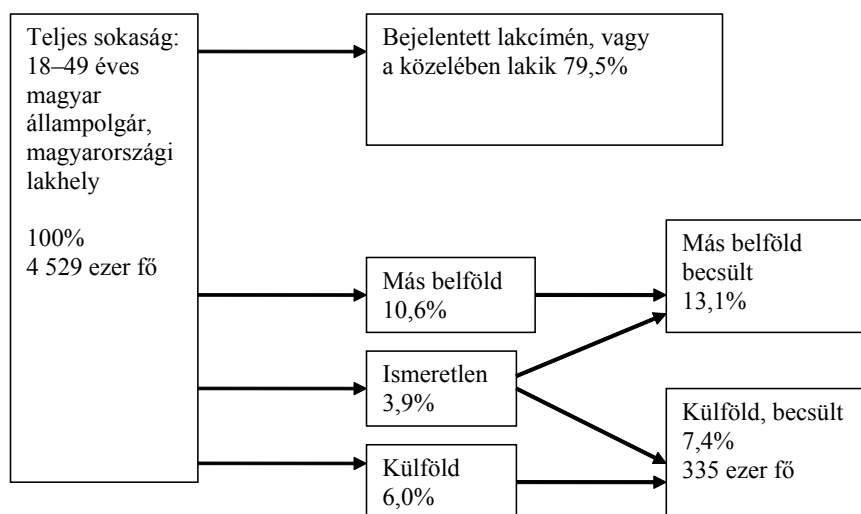 Teljes sokaság:
18–49 éves
magyar
állampolgár,
magyarországi
lakhely
100%
4 529 ezer fő
Bejelentett lakcímén, vagy
a közelében lakik 79,5%
Más belföld
10,6%
Más belföld
becsült
13,1%
Ismeretlen
3,9%
Külföld
6,0%
Külföld, becsült
7,4%
335 ezer fő